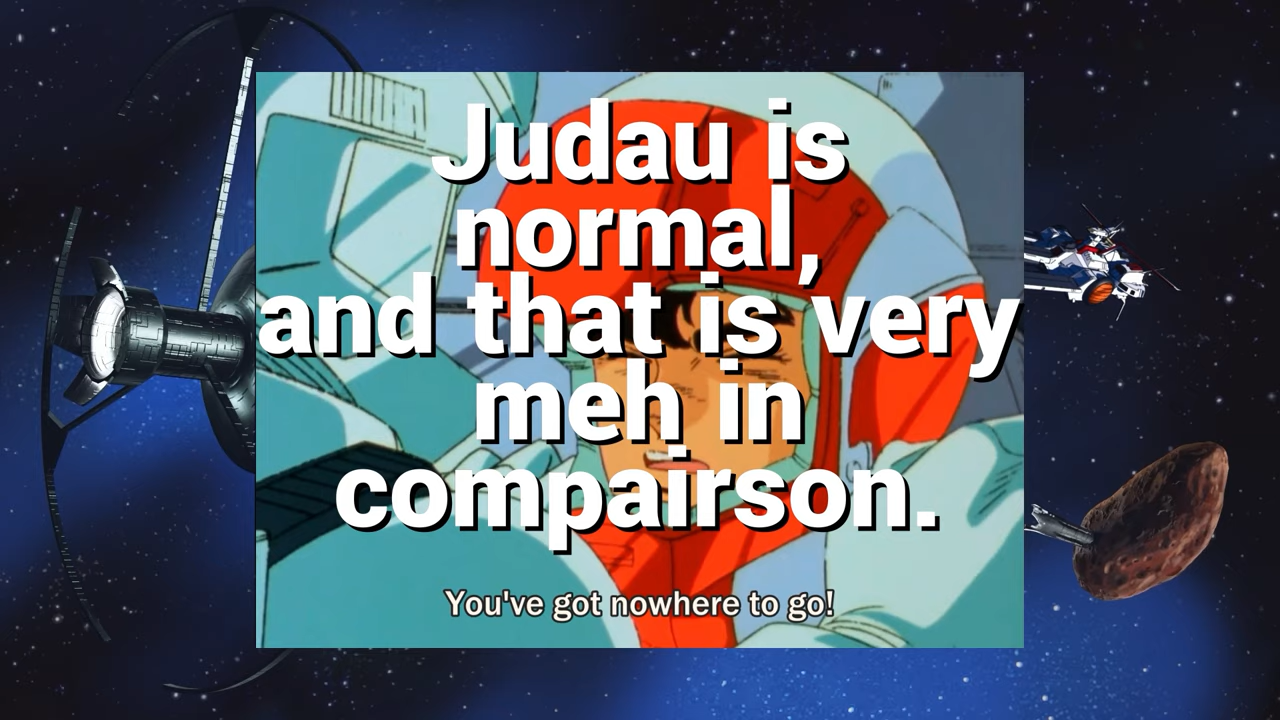 Judau is
normal,
and that is very
meh in
compairson.
You've got nowhere to go!